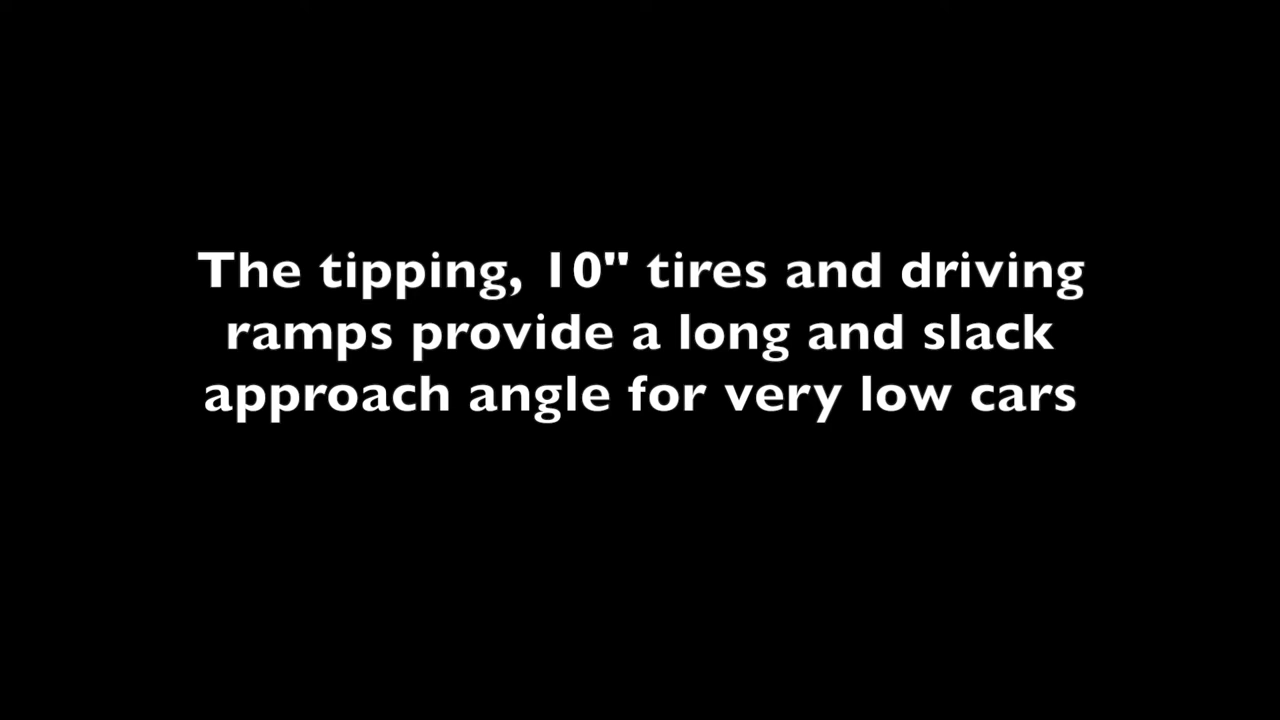 The tipping, 10" tires and driving
ramps provide a long and slack
approach angle for very low cars